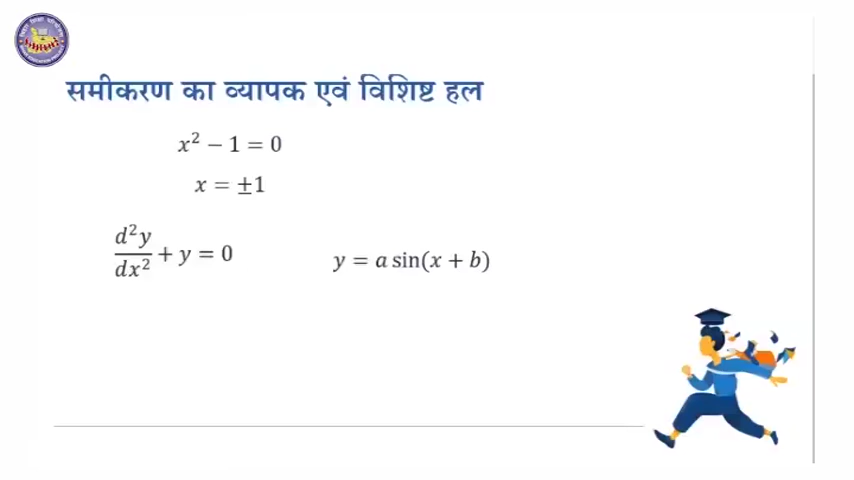 समीकरण का व्यापक एवं विशिष्ट हल
x² − 1 = 0
x = ±1
d²y/dx² + y = 0
y = a sin(x + b)